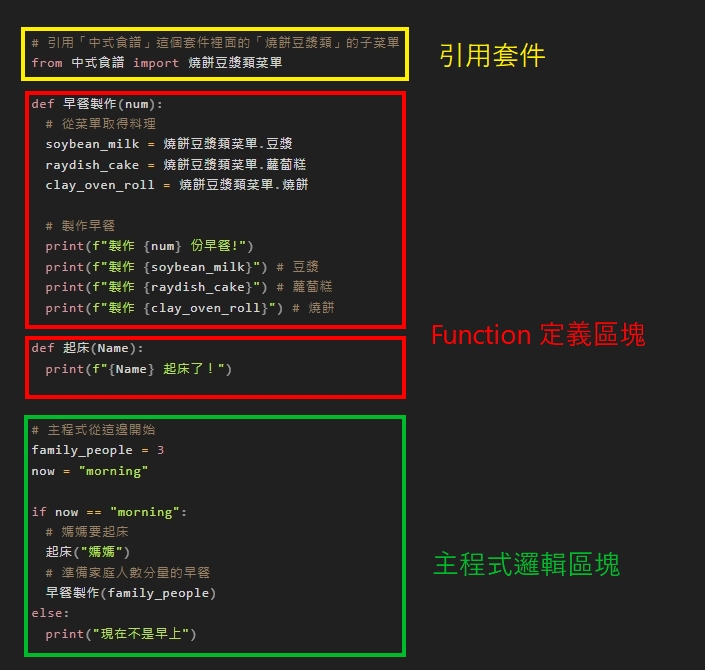 # 引用「中式食譜」這個套件裡面的「燒餅豆漿類」的子菜單
from 中式食譜 import 燒餅豆漿類菜單
引用套件
def 早餐製作(num):
  # 從菜單取得料理
  soybean_milk = 燒餅豆漿類菜單.豆漿
  raydish_cake = 燒餅豆漿類菜單.蘿蔔糕
  clay_oven_roll = 燒餅豆漿類菜單.燒餅
  # 製作早餐
  print(f"製作 {num} 份早餐!")
  print(f"製作 {soybean_milk}") # 豆漿
  print(f"製作 {raydish_cake}") # 蘿蔔糕
  print(f"製作 {clay_oven_roll}") # 燒餅
Function 定義區塊
def 起床(Name):
  print(f"{Name} 起床了！")
# 主程式從這邊開始
family_people = 3
now = "morning"
if now == "morning":
  # 媽媽要起床
  起床("媽媽")
  # 準備家庭人數分量的早餐
  早餐製作(family_people)
else:
  print("現在不是早上")
主程式邏輯區塊